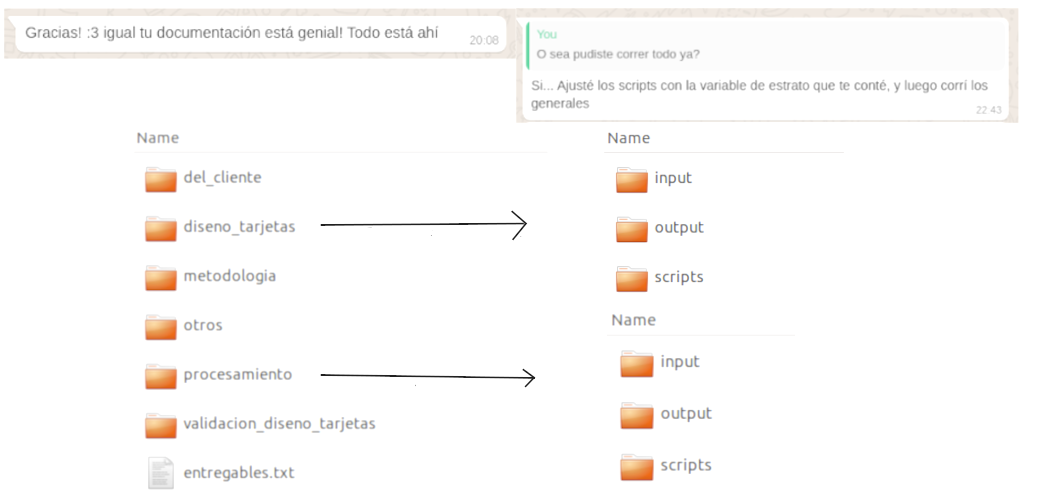 Gracias! :3 igual tu documentación está genial! Todo está ahí
20:08
You
O sea pudiste correr todo ya?
Si... Ajusté los scripts con la variable de estrato que te conté, y luego corrí los
generales
22:43
Name
del_cliente
diseno_tarjetas
metodologia
otros
procesamiento
validacion_diseno_tarjetas
entregables.txt
Name
input
output
scripts
Name
input
output
scripts